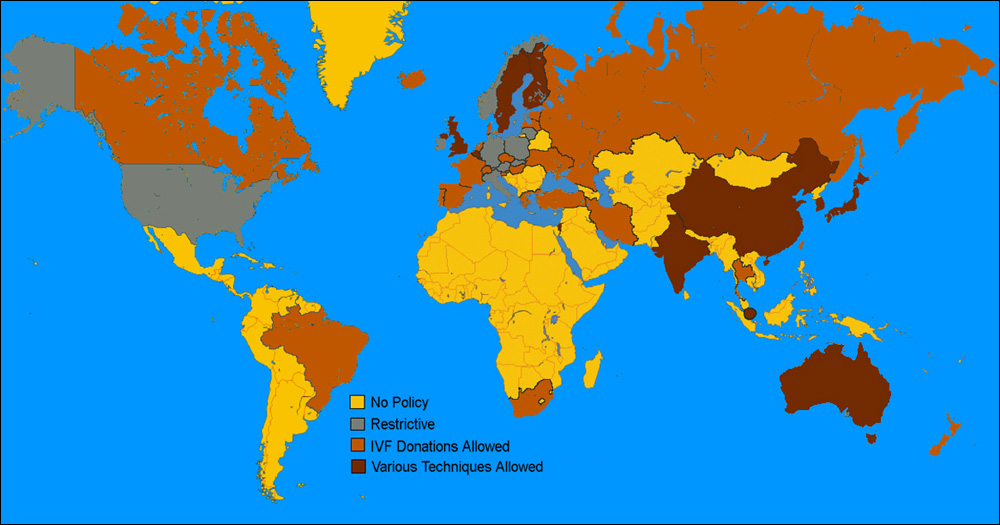 No Policy
Restrictive
IVF Donations Allowed
Various Techniques Allowed